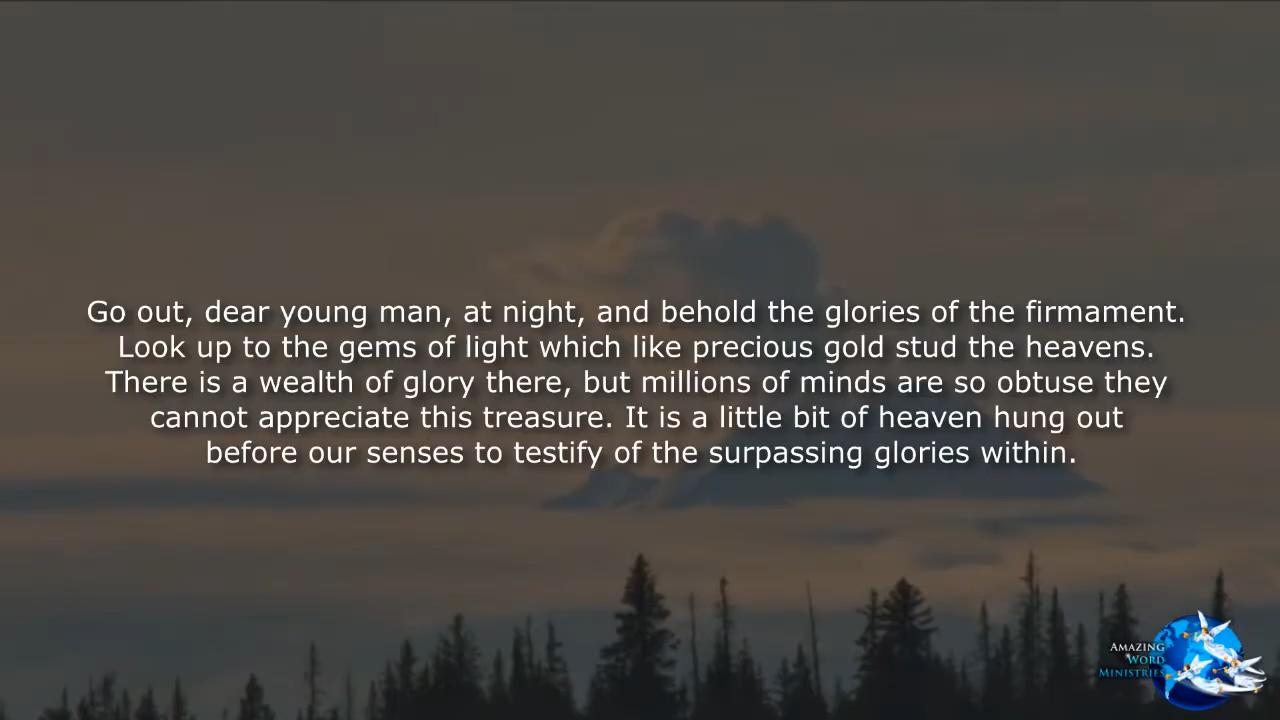 Go out, dear young man, at night, and behold the glories of the firmament.
Look up to the gems of light which like precious gold stud the heavens.
There is a wealth of glory there, but millions of minds are so obtuse they
cannot appreciate this treasure. It is a little bit of heaven hung out
before our senses to testify of the surpassing glories within.
AMAZING
WORD
MINISTRIES